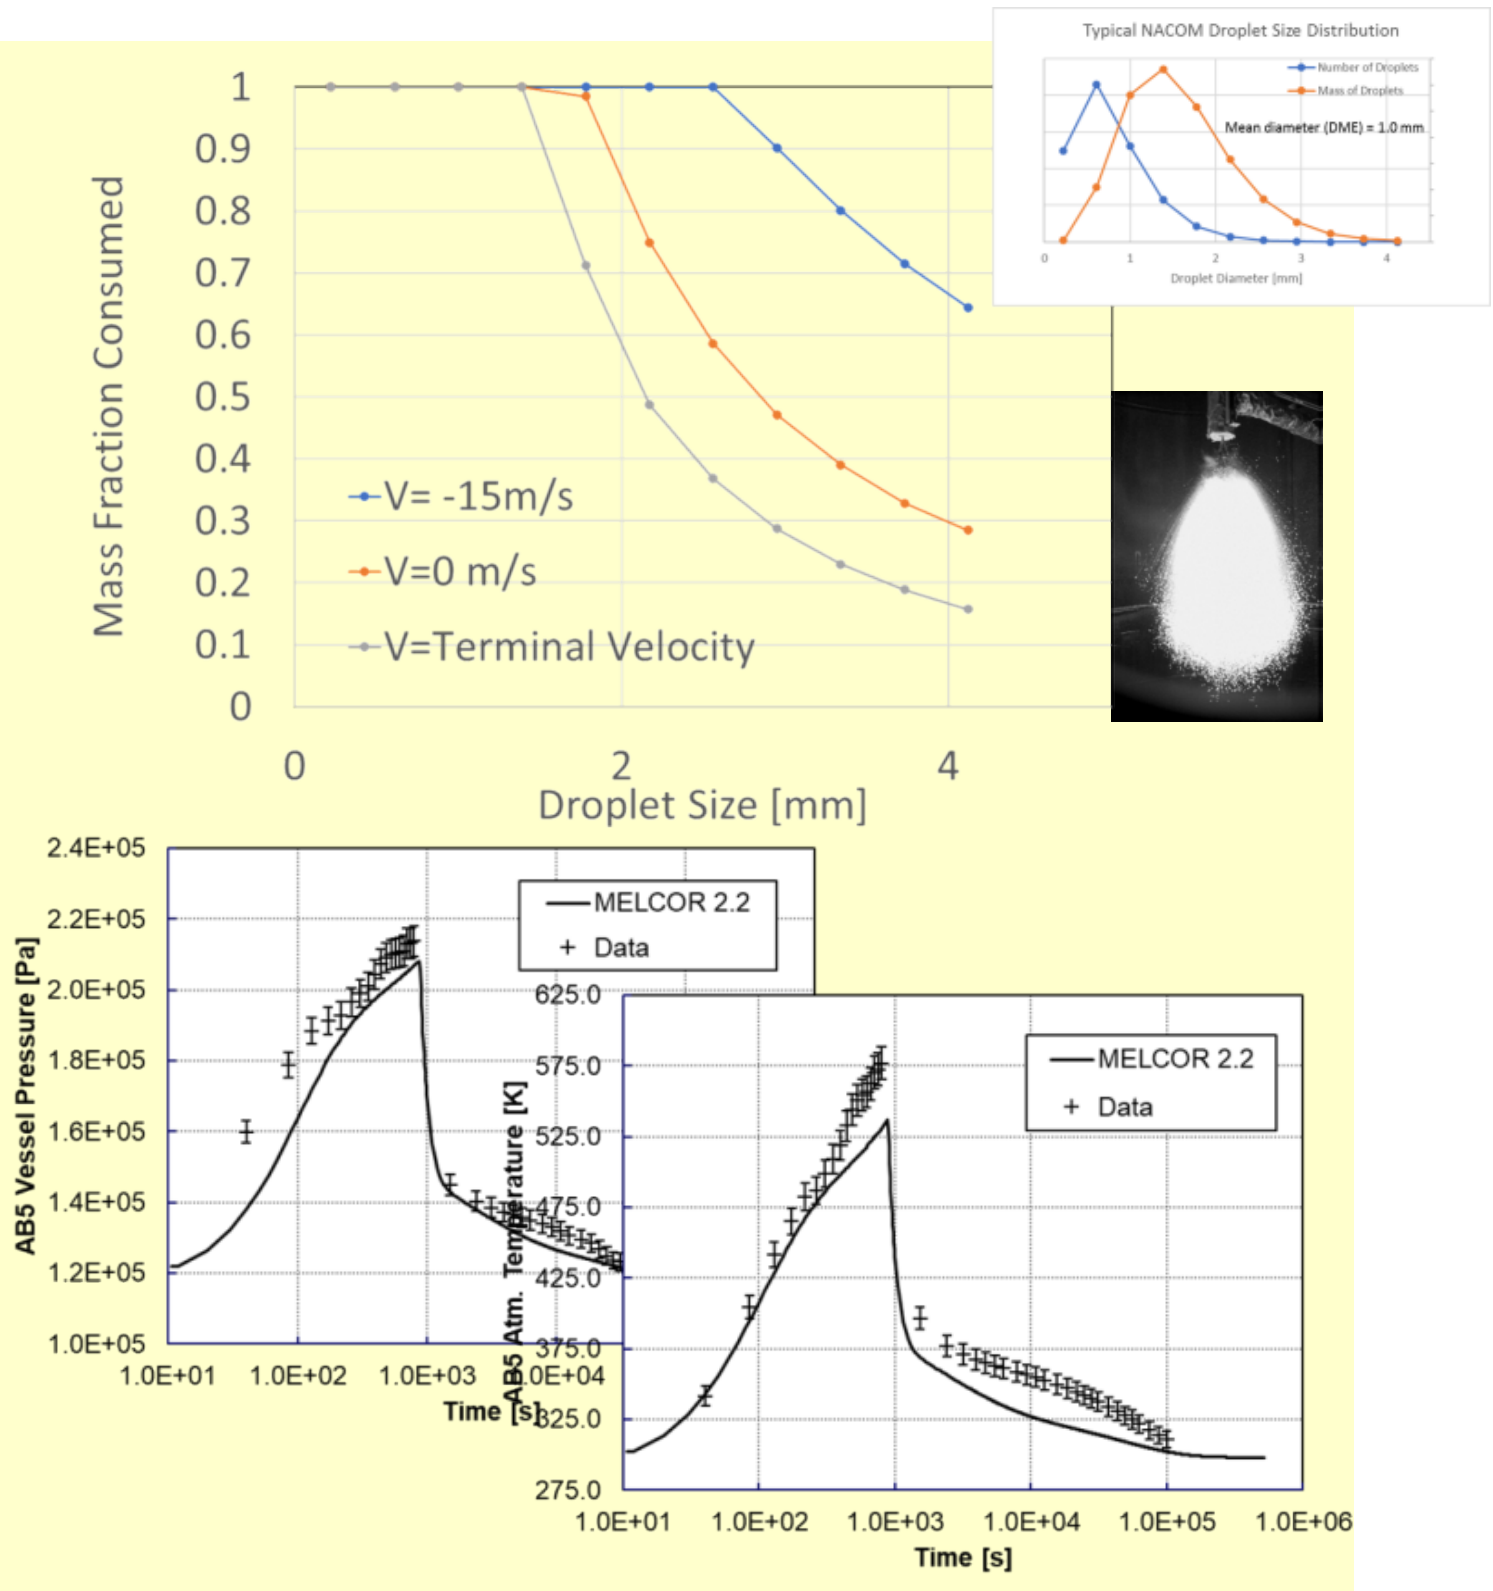 Typical NACOM Droplet Size Distribution
Number of Droplets
Mass of Droplets
Mean diameter (DME) = 1.0 mm
0 1 2 3 4
Droplet Diameter [mm]
Mass Fraction Consumed
1
0.9
0.8
0.7
0.6
0.5
0.4
0.3
0.2
0.1
0
V= -15m/s
V=0 m/s
V=Terminal Velocity
0 2 4
Droplet Size [mm]
AB5 Vessel Pressure [Pa]
2.4E+05
2.2E+05
2.0E+05
1.8E+05
1.6E+05
1.4E+05
1.2E+05
1.0E+05
MELCOR 2.2
Data
1.0E+01 1.0E+02 1.0E+03 1.0E+04
Time [s]
AB5 Atm. Temperature [K]
625.0
575.0
525.0
475.0
425.0
375.0
325.0
275.0
MELCOR 2.2
Data
1.0E+01 1.0E+02 1.0E+03 1.0E+04 1.0E+05 1.0E+06
Time [s]